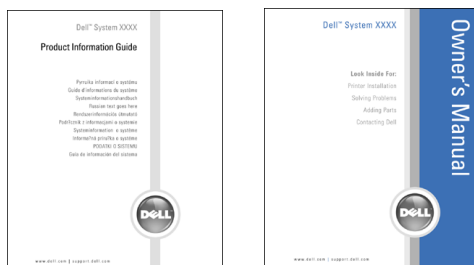 Dell™ System XXXX
Product Information Guide
Příručka informací o systému
Guide d'informations du système
Systeminformationshandbuch
Russian text goes here
Rendszerinformációs útmutató
Podręcznik z informacjami o systemie
Systeminformation o systému
Informačná príručka o systéme
PODATKI O SISTEMU
Guía de información del sistema
DELL
www.dell.com | support.dell.com
Dell™ System XXXX
Look Inside For:
Printer Installation
Solving Problems
Adding Parts
Contacting Dell
DELL
www.dell.com | support.dell.com
Owner's Manual